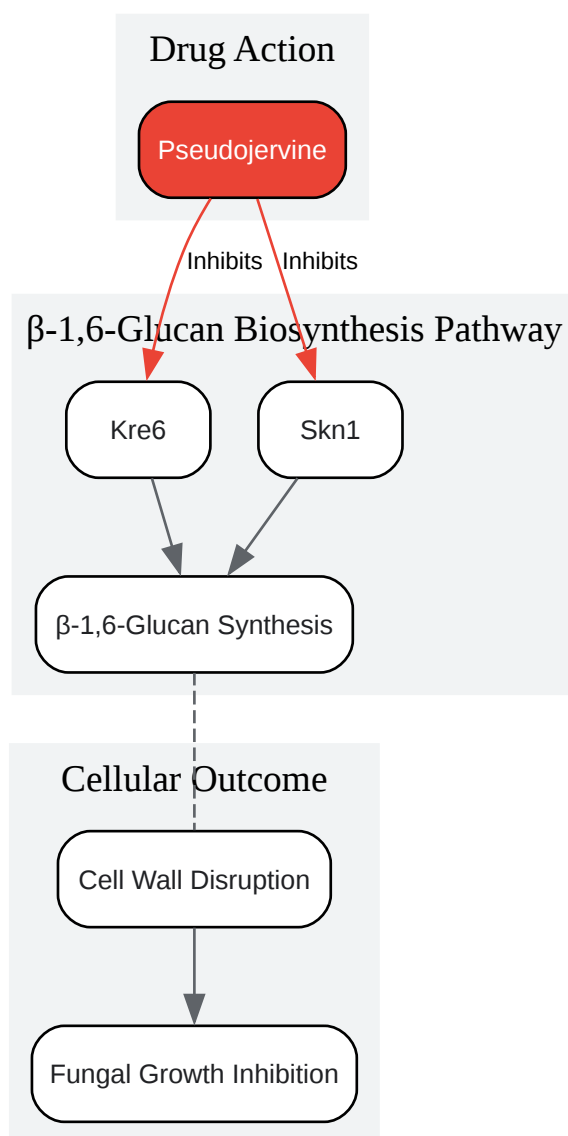 Drug Action
Pseudojervine
Inhibits Inhibits
β-1,6-Glucan Biosynthesis Pathway
Kre6 Skn1
β-1,6-Glucan Synthesis
Cellular Outcome
Cell Wall Disruption
Fungal Growth Inhibition